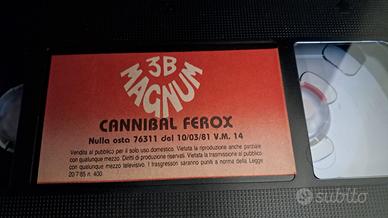 3B
MAGNUM
CANNIBAL FEROX
Nulla osta 76311 del 10/03/81 V.M. 14
Vendita al pubblico per il solo uso domestico. Vietata la riproduzione anche parziale
con qualunque mezzo. Diritti di riproduzione riservati. Vietata la trasmissione al pubblico
con qualunque mezzo televisivo. I trasgressori saranno puniti a norma della Legge
20/7/85 n. 400
subito